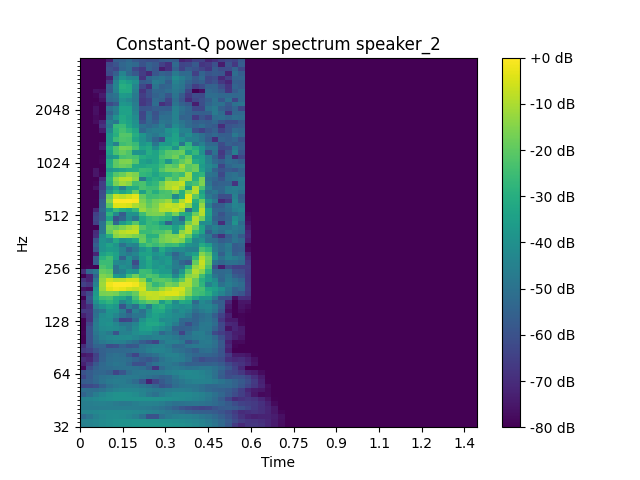 Constant-Q power spectrum speaker_2
Hz
2048
1024
512
256
128
64
32
0 0.15 0.3 0.45 0.6 0.75 0.9 1.1 1.2 1.4
Time
+0 dB
-10 dB
-20 dB
-30 dB
-40 dB
-50 dB
-60 dB
-70 dB
-80 dB